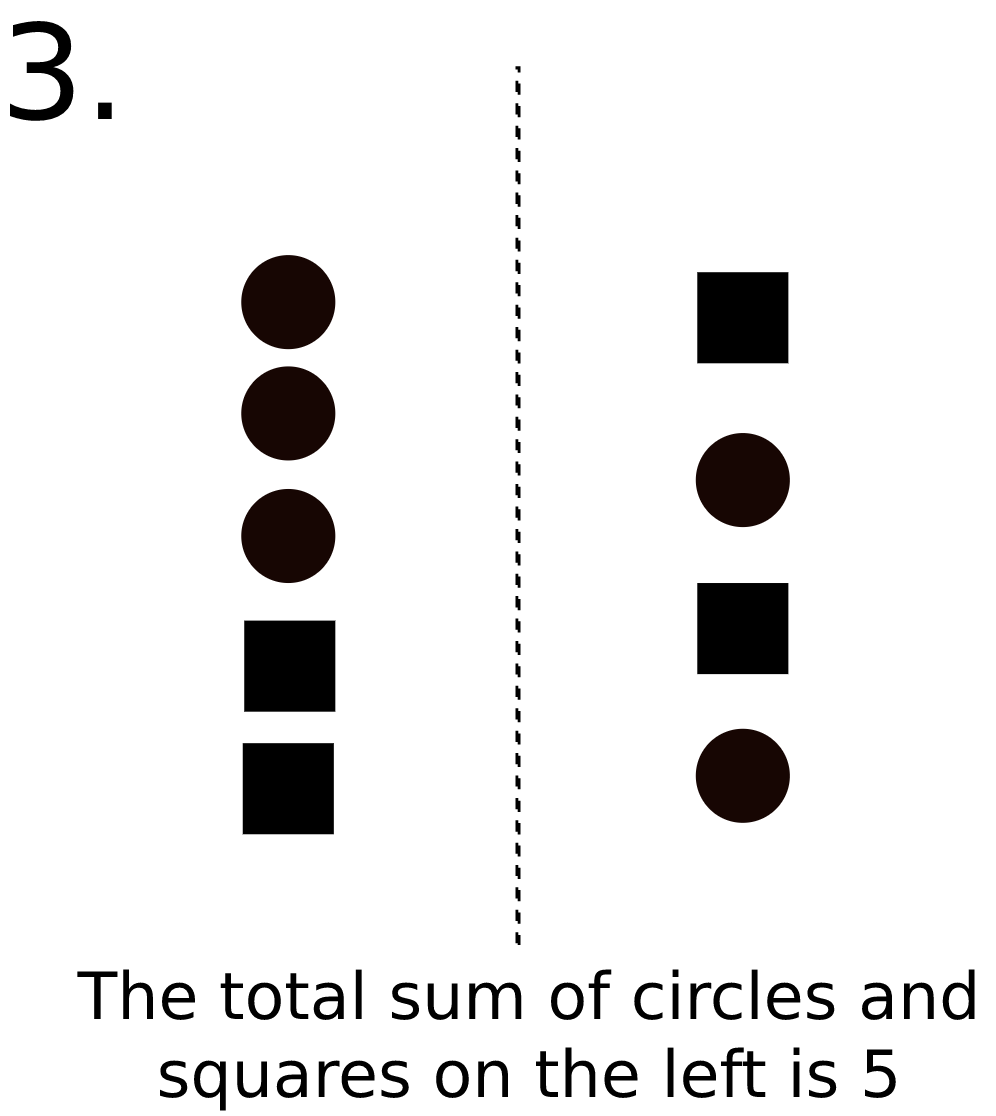 3.
The total sum of circles and
squares on the left is 5